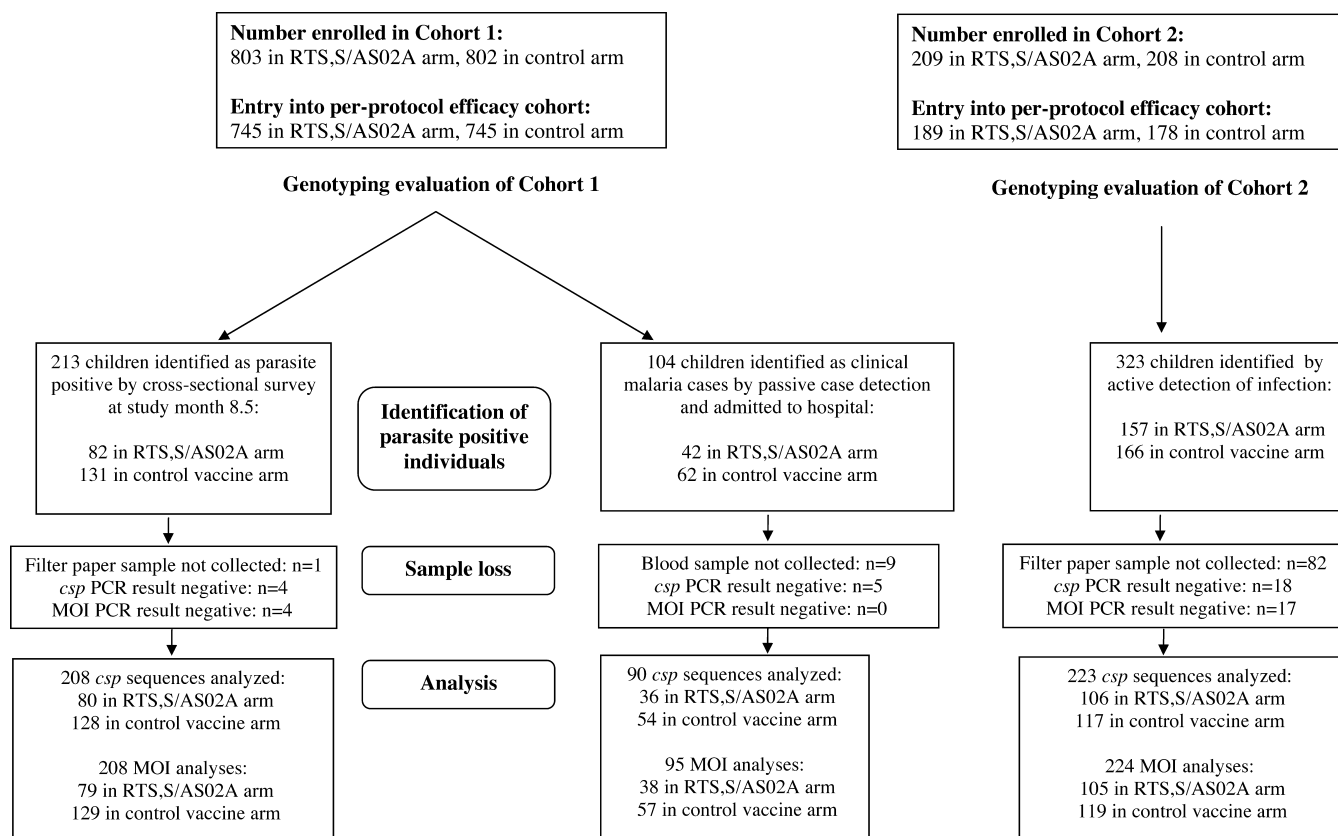 Number enrolled in Cohort 1:
803 in RTS,S/AS02A arm, 802 in control arm
Entry into per-protocol efficacy cohort:
745 in RTS,S/AS02A arm, 745 in control arm
Number enrolled in Cohort 2:
209 in RTS,S/AS02A arm, 208 in control arm
Entry into per-protocol efficacy cohort:
189 in RTS,S/AS02A arm, 178 in control arm
Genotyping evaluation of Cohort 1
Genotyping evaluation of Cohort 2
213 children identified as parasite
positive by cross-sectional survey
at study month 8.5:
82 in RTS,S/AS02A arm
131 in control vaccine arm
Identification of
parasite positive
individuals
104 children identified as clinical
malaria cases by passive case detection
and admitted to hospital:
42 in RTS,S/AS02A arm
62 in control vaccine arm
323 children identified by
active detection of infection:
157 in RTS,S/AS02A arm
166 in control vaccine arm
Filter paper sample not collected: n=1
csp PCR result negative: n=4
MOI PCR result negative: n=4
Sample loss
Blood sample not collected: n=9
csp PCR result negative: n=5
MOI PCR result negative: n=0
Filter paper sample not collected: n=82
csp PCR result negative: n=18
MOI PCR result negative: n=17
208 csp sequences analyzed:
80 in RTS,S/AS02A arm
128 in control vaccine arm
208 MOI analyses:
79 in RTS,S/AS02A arm
129 in control vaccine arm
Analysis
90 csp sequences analyzed:
36 in RTS,S/AS02A arm
54 in control vaccine arm
95 MOI analyses:
38 in RTS,S/AS02A arm
57 in control vaccine arm
223 csp sequences analyzed:
106 in RTS,S/AS02A arm
117 in control vaccine arm
224 MOI analyses:
105 in RTS,S/AS02A arm
119 in control vaccine arm